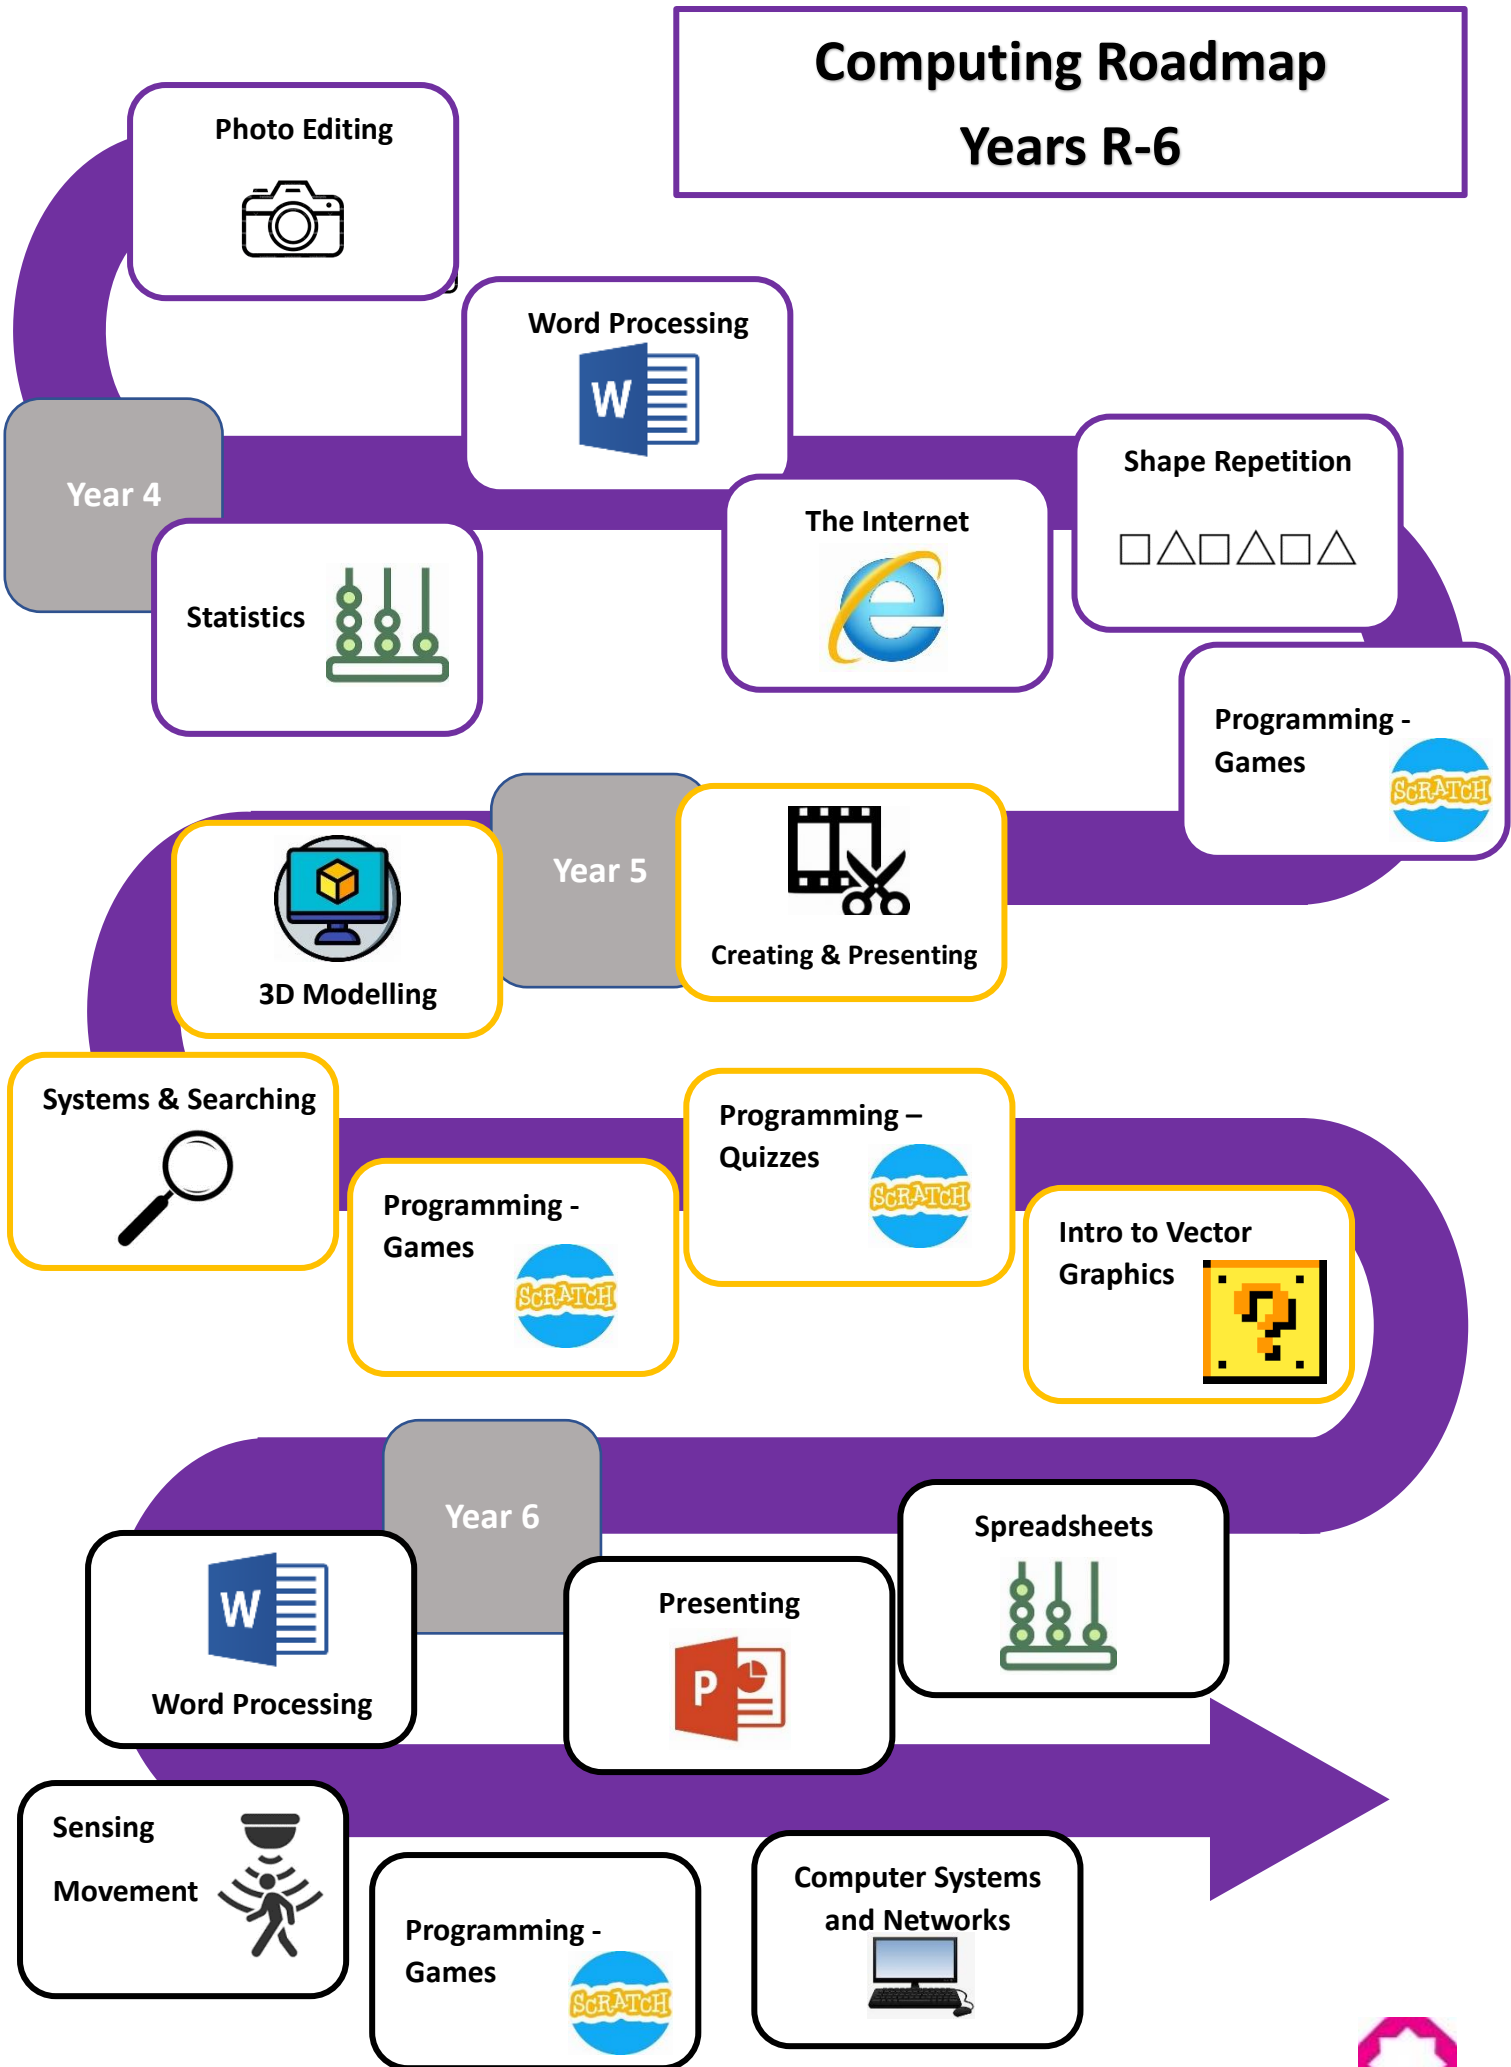 Computing Roadmap
Years R-6
Photo Editing
Word Processing
W
Year 4
Shape Repetition
The Internet
e
Statistics
Programming -
Games
SCRATCH
Year 5
Creating & Presenting
3D Modelling
Systems & Searching
Programming –
Quizzes
SCRATCH
Programming -
Games
SCRATCH
Intro to Vector
Graphics
?
Year 6
Spreadsheets
W
Word Processing
Presenting
P
Sensing
Movement
Computer Systems
and Networks
Programming -
Games
SCRATCH